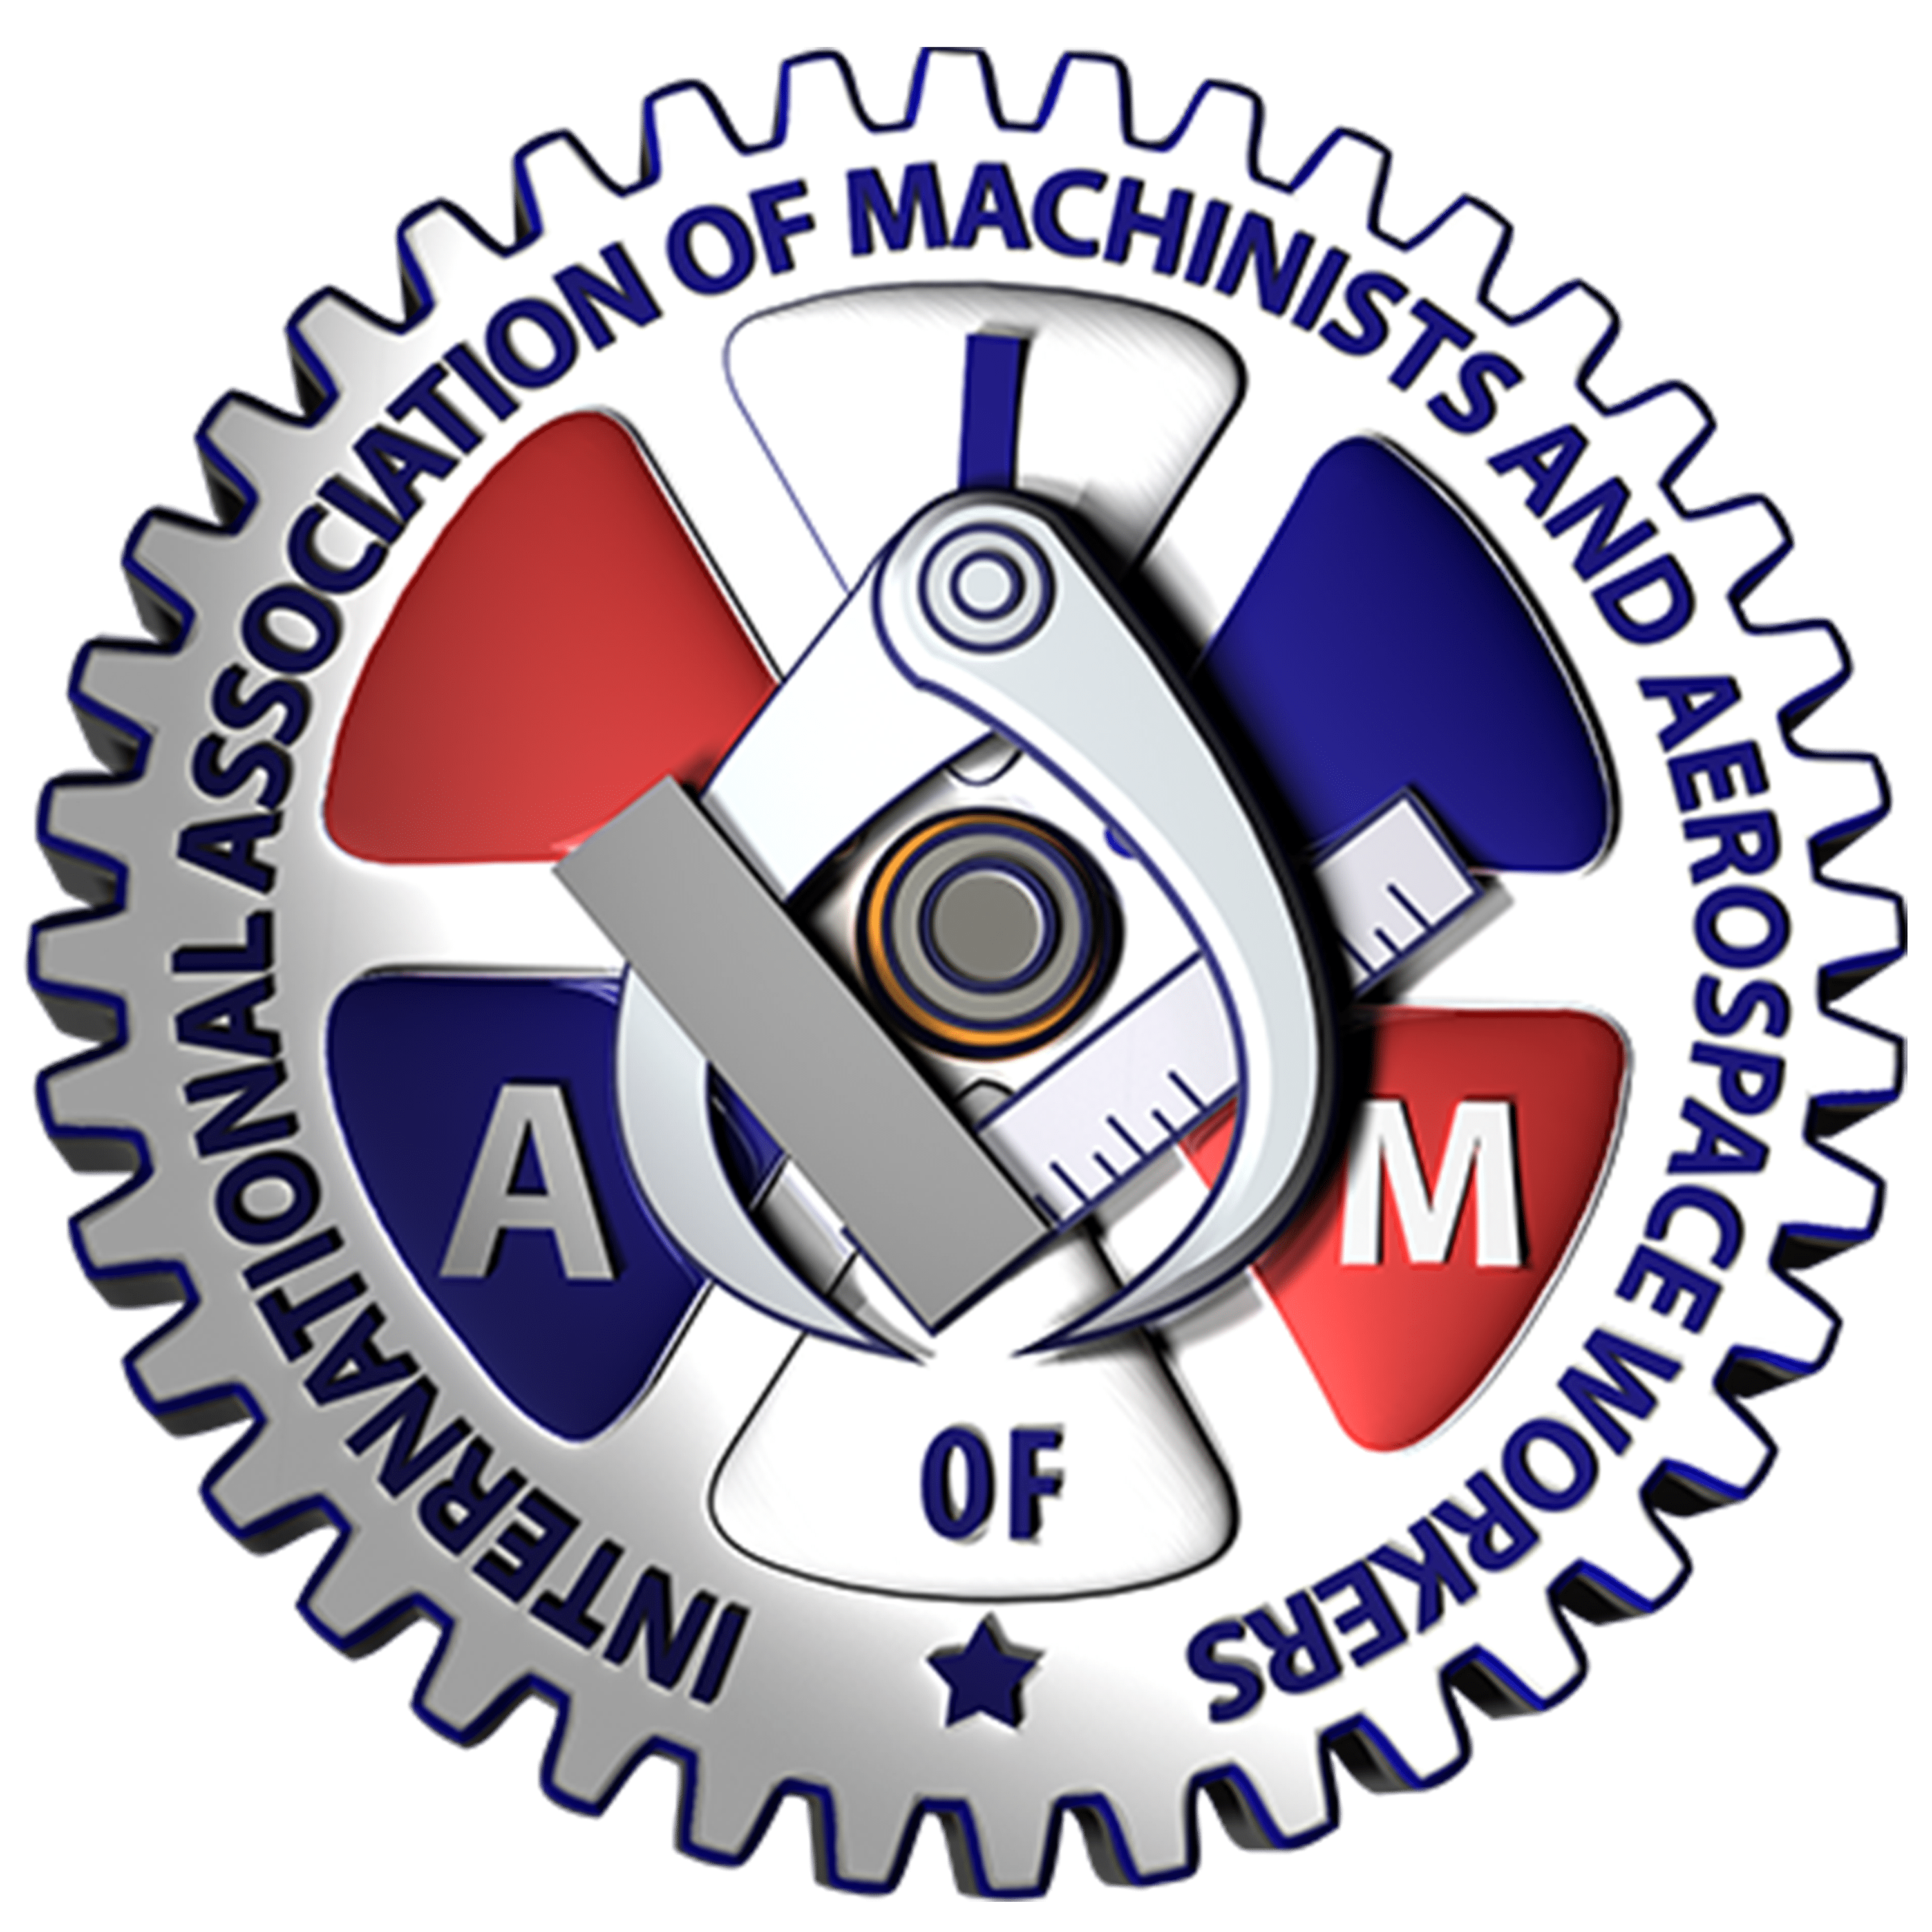 INTERNATIONAL ASSOCIATION OF MACHINISTS AND AEROSPACE WORKERS
I
A
M
OF